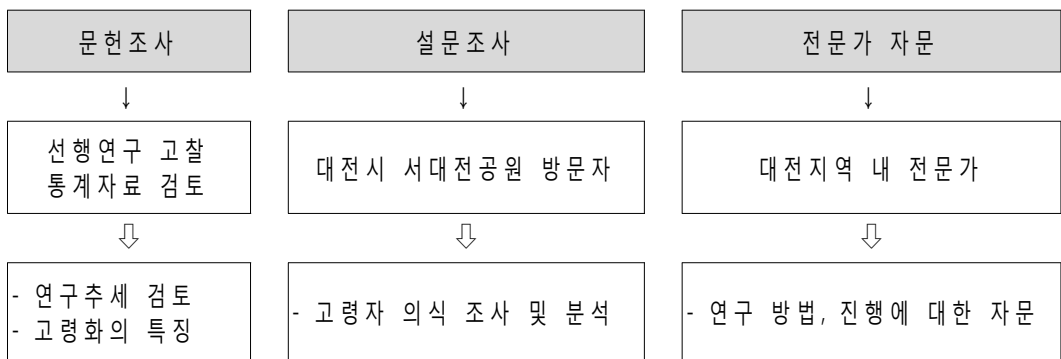 문헌조사
설문조사
전문가 자문
↓
↓
↓
선행연구 고찰
통계자료 검토
대전시 서대전공원 방문자
대전지역 내 전문가
⇩
⇩
⇩
- 연구추세 검토
- 고령화의 특징
- 고령자 의식 조사 및 분석
- 연구 방법, 진행에 대한 자문